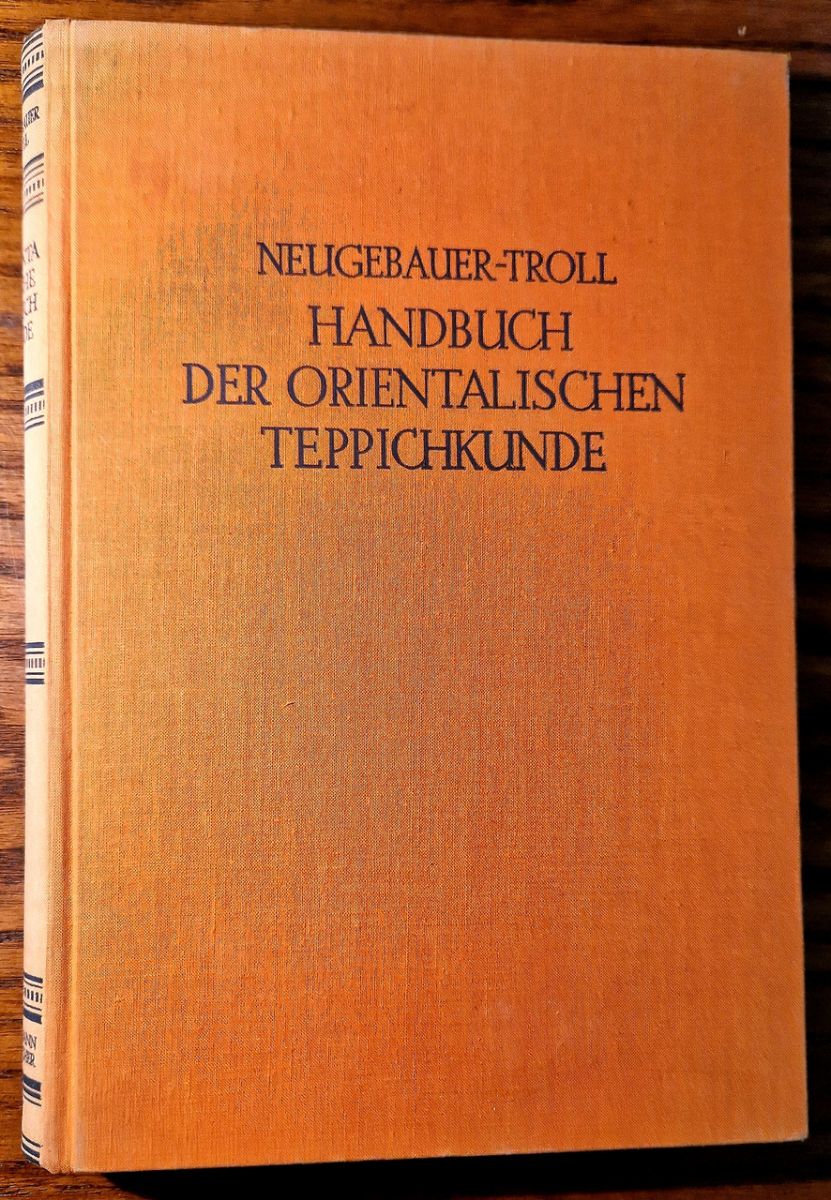 NEUGEBAUER-TROLL
HANDBUCH
DER ORIENTALISCHEN
TEPPICHKUNDE